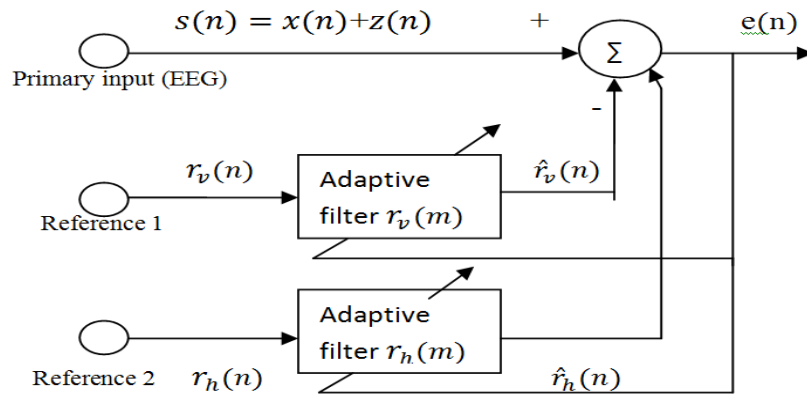 s(n) = x(n)+z(n)
+
Σ
e(n)
Primary input (EEG)
-
r_v(n)
Adaptive
filter r_v(m)
r̂_v(n)
Reference 1
Adaptive
filter r_h(m)
Reference 2
r_h(n)
r̂_h(n)